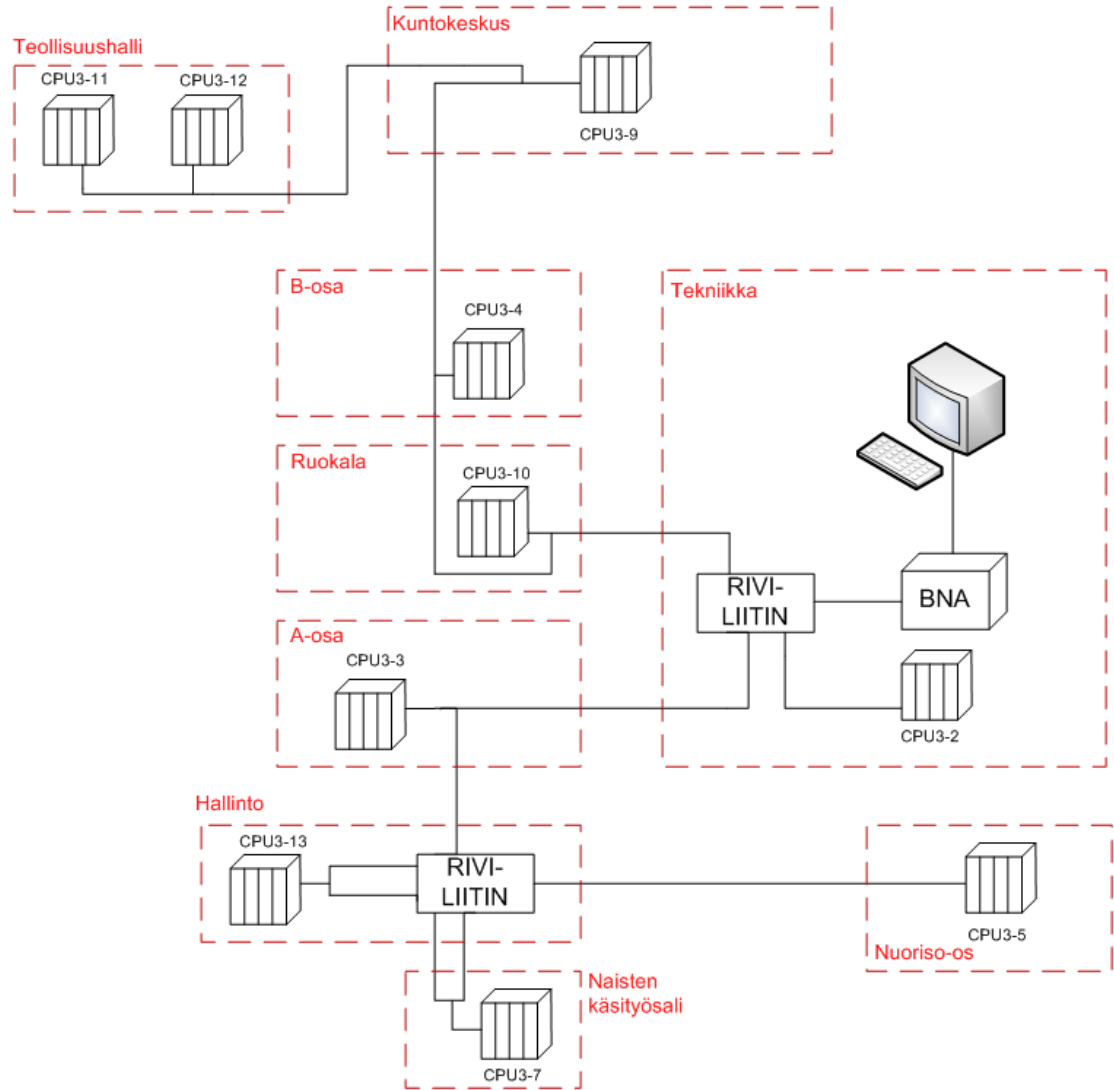 Kuntokeskus
Teollisuushalli
CPU3-11
CPU3-12
CPU3-9
B-osa
CPU3-4
Tekniikka
Ruokala
CPU3-10
RIVI-
LIITIN
BNA
A-osa
CPU3-3
CPU3-2
Hallinto
CPU3-13
RIVI-
LIITIN
CPU3-5
Nuoriso-os
Naisten
käsityösali
CPU3-7